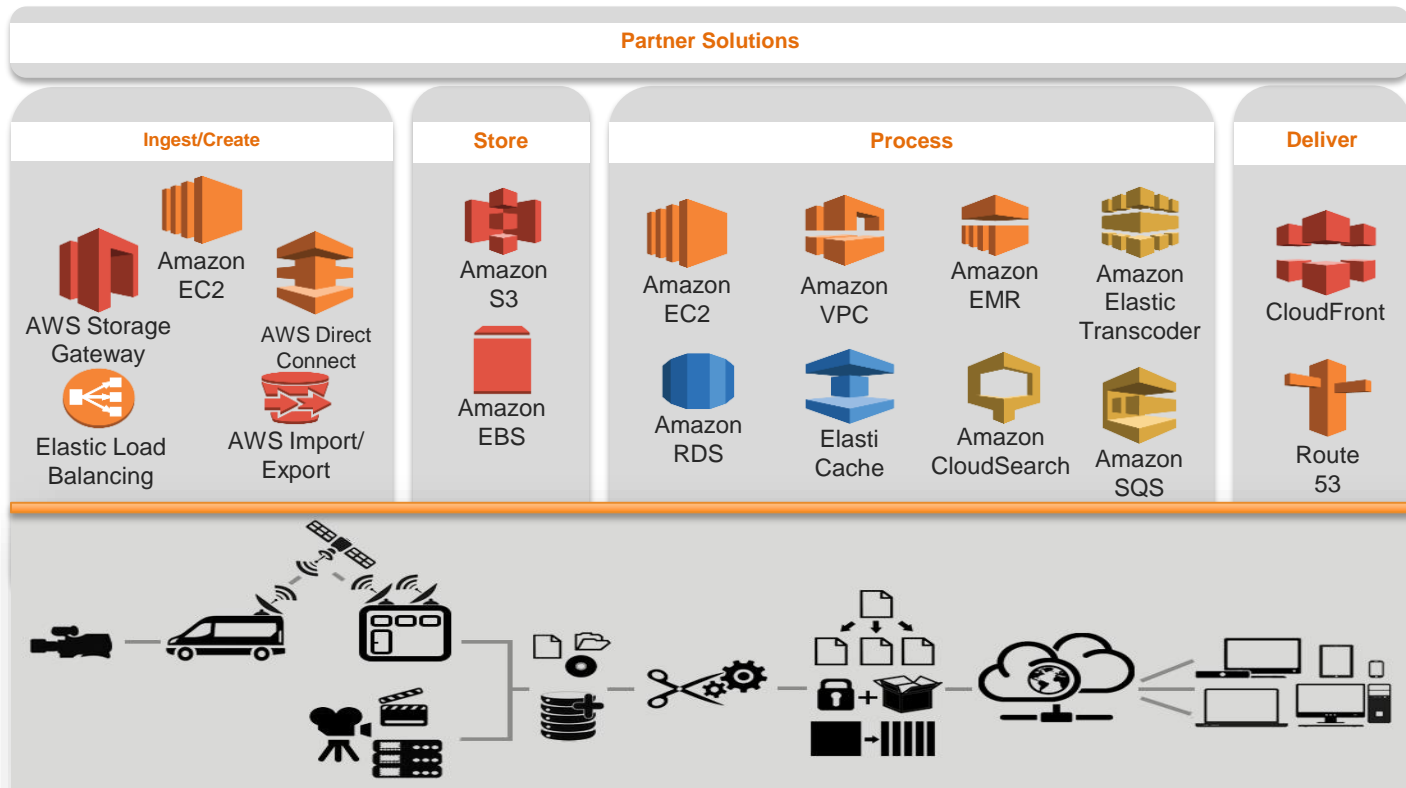 Partner Solutions
Ingest/Create
Store
Process
Deliver
Amazon
EC2
AWS Storage
Gateway
AWS Direct
Connect
Elastic Load
Balancing
AWS Import/
Export
Amazon
S3
Amazon
EBS
Amazon
EC2
Amazon
VPC
Amazon
EMR
Amazon
Elastic
Transcoder
Amazon
RDS
Elasti
Cache
Amazon
CloudSearch
Amazon
SQS
CloudFront
Route
53